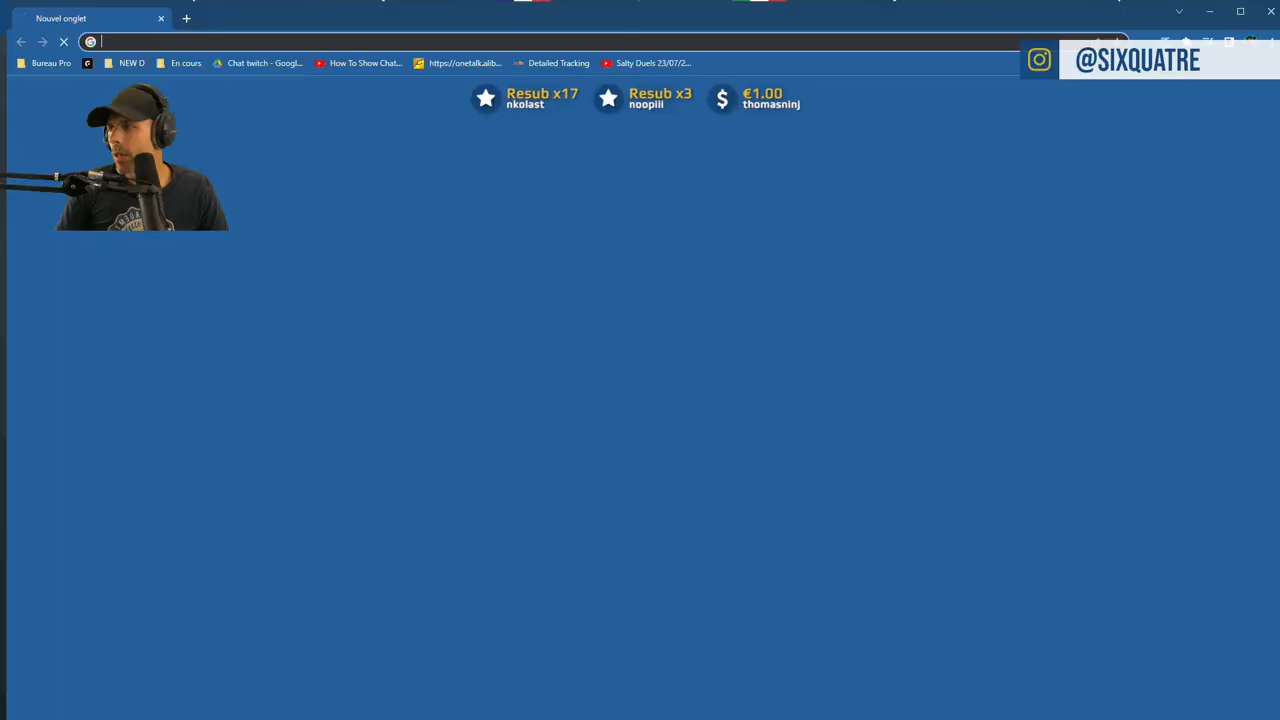 Nouvel onglet
Bureau Pro
NEW D
En cours
Chat twitch - Googl...
How To Show Chat...
https://onetalk.alib...
Detailed Tracking
Salty Duels 23/07/2...
@SIXQUATRE
Resub x17
nkolast
Resub x3
€1.00
thomasninj